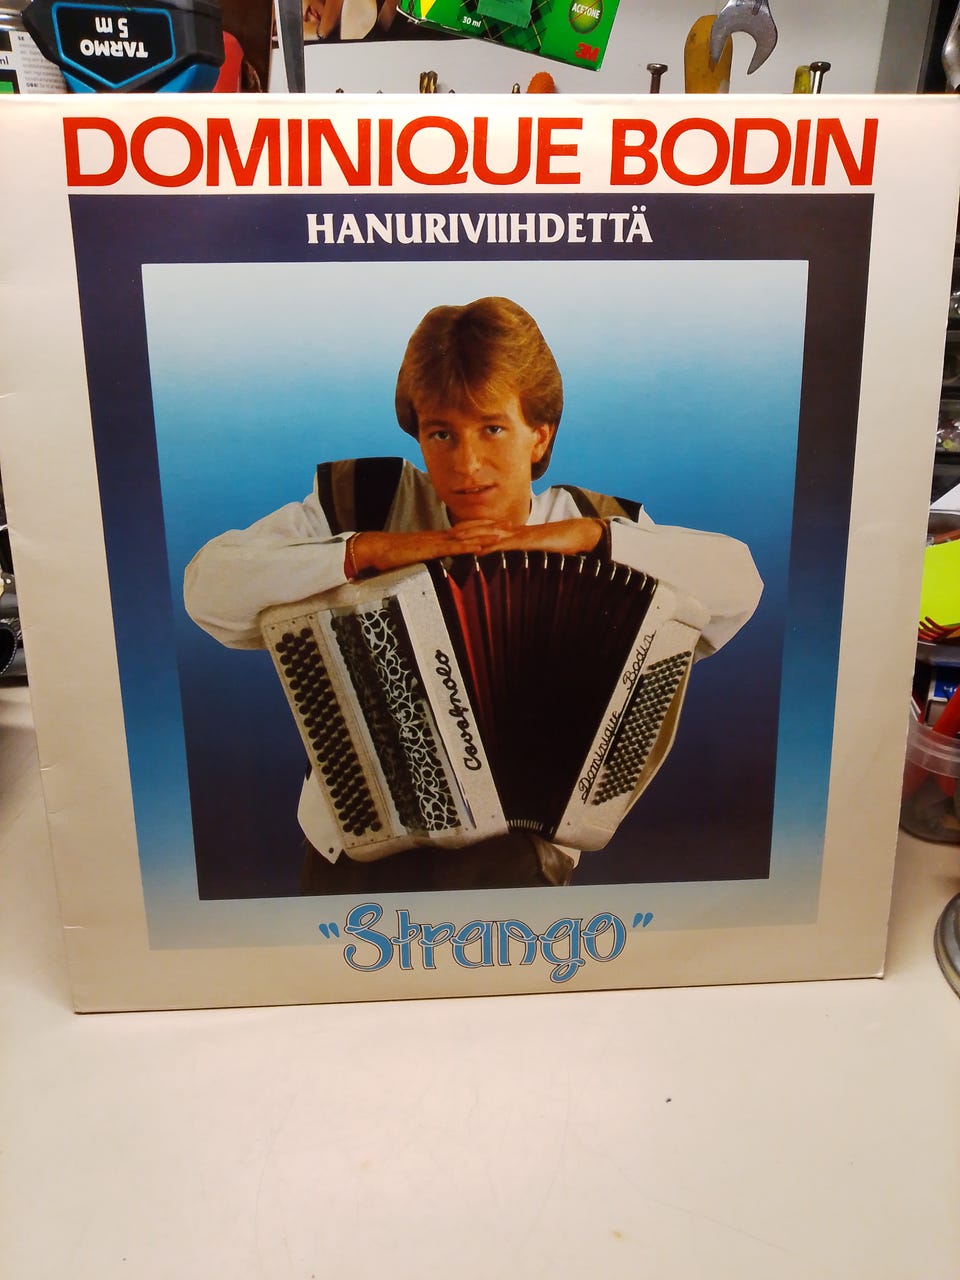 TARMO
5 m
30 ml
ACETONE
3M
DOMINIQUE BODIN
HANURIVIIHDETTÄ
Cavagnolo
Dominique Bodin
"Strango"